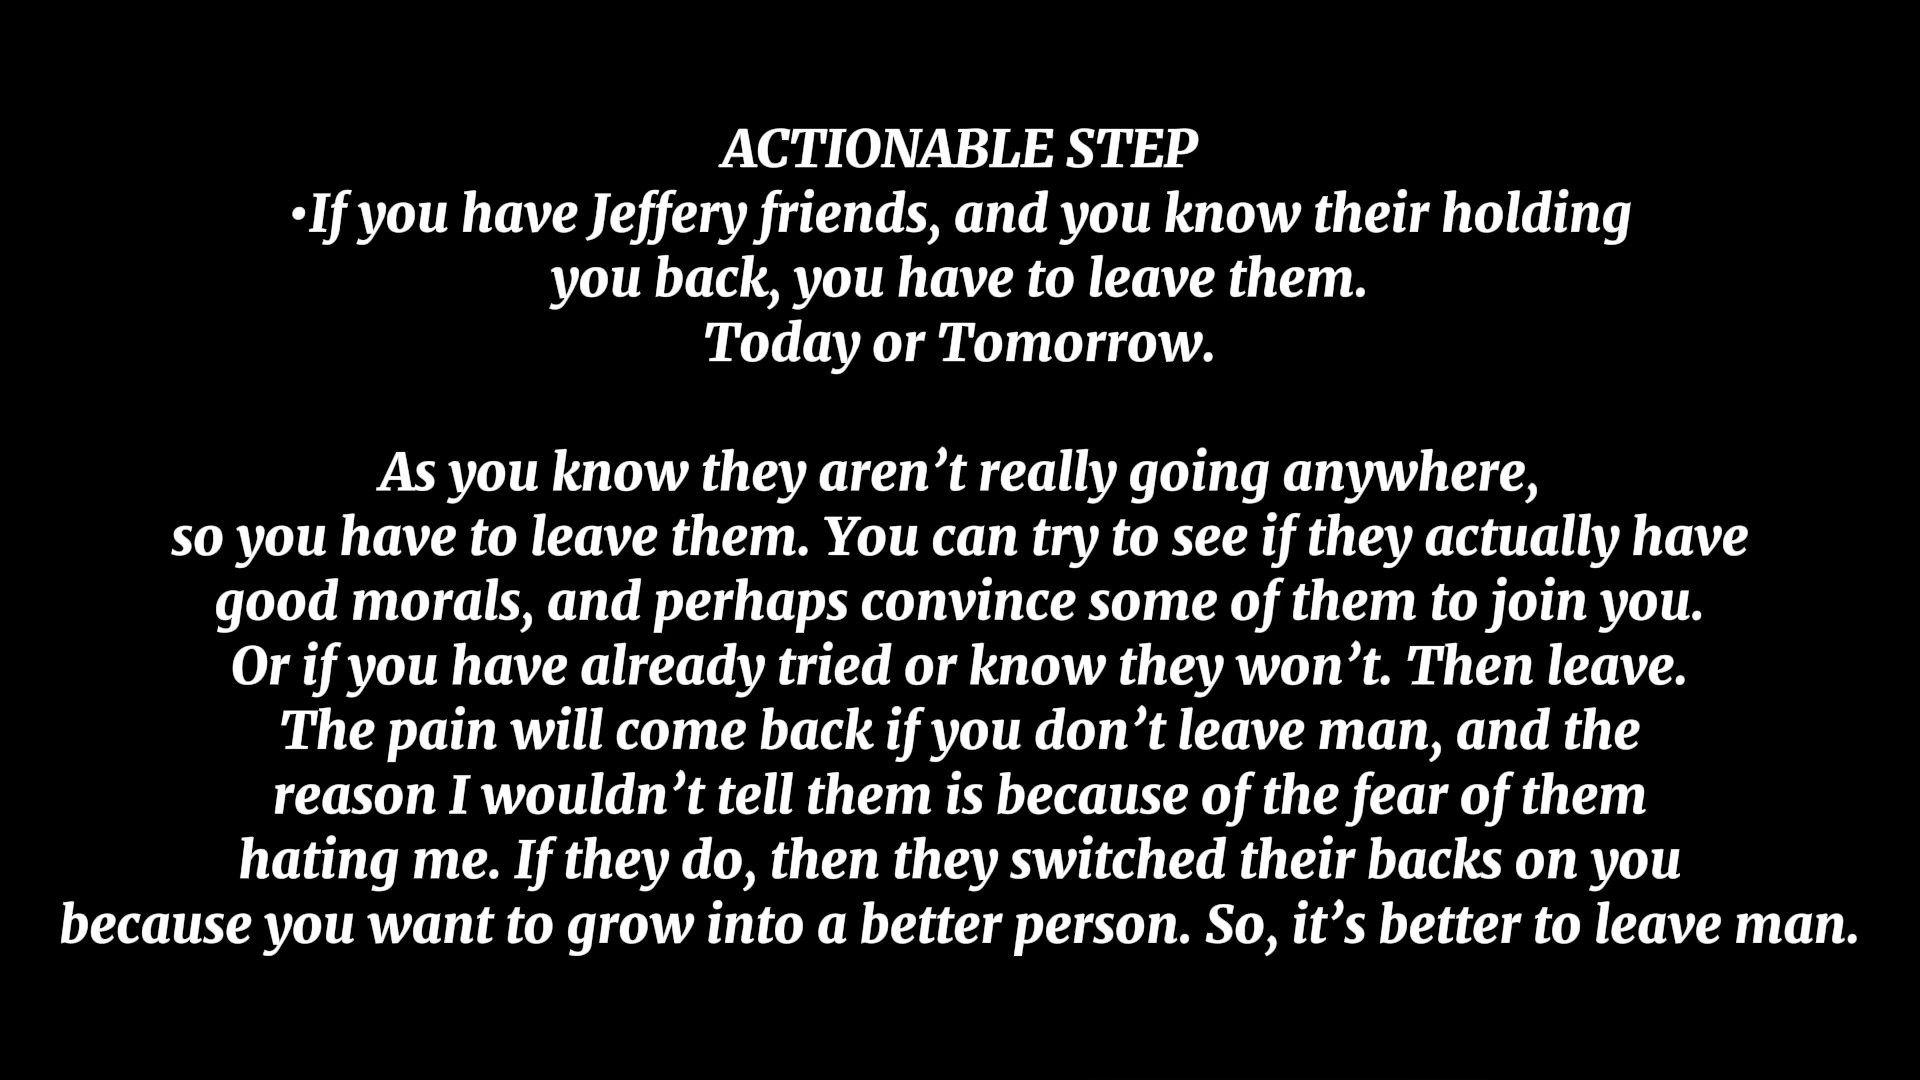 ACTIONABLE STEP
•If you have Jeffery friends, and you know their holding
you back, you have to leave them.
Today or Tomorrow.
As you know they aren’t really going anywhere,
so you have to leave them. You can try to see if they actually have
good morals, and perhaps convince some of them to join you.
Or if you have already tried or know they won’t. Then leave.
The pain will come back if you don’t leave man, and the
reason I wouldn’t tell them is because of the fear of them
hating me. If they do, then they switched their backs on you
because you want to grow into a better person. So, it’s better to leave man.